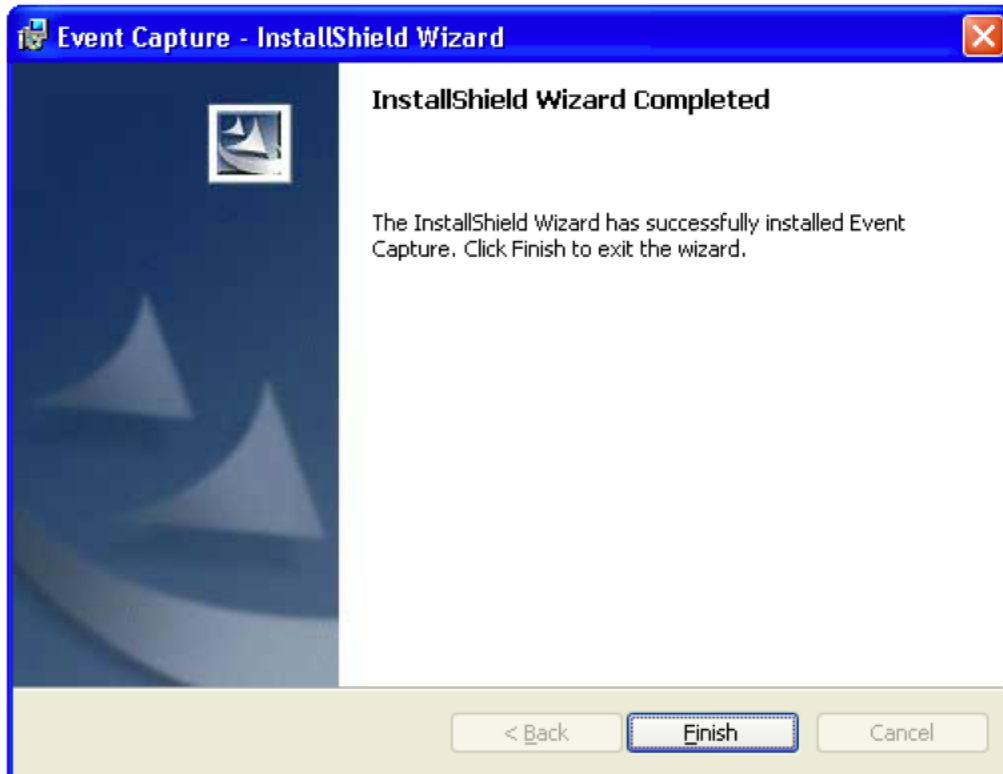 Event Capture - InstallShield Wizard
InstallShield Wizard Completed
The InstallShield Wizard has successfully installed Event
Capture. Click Finish to exit the wizard.
< Back
Finish
Cancel